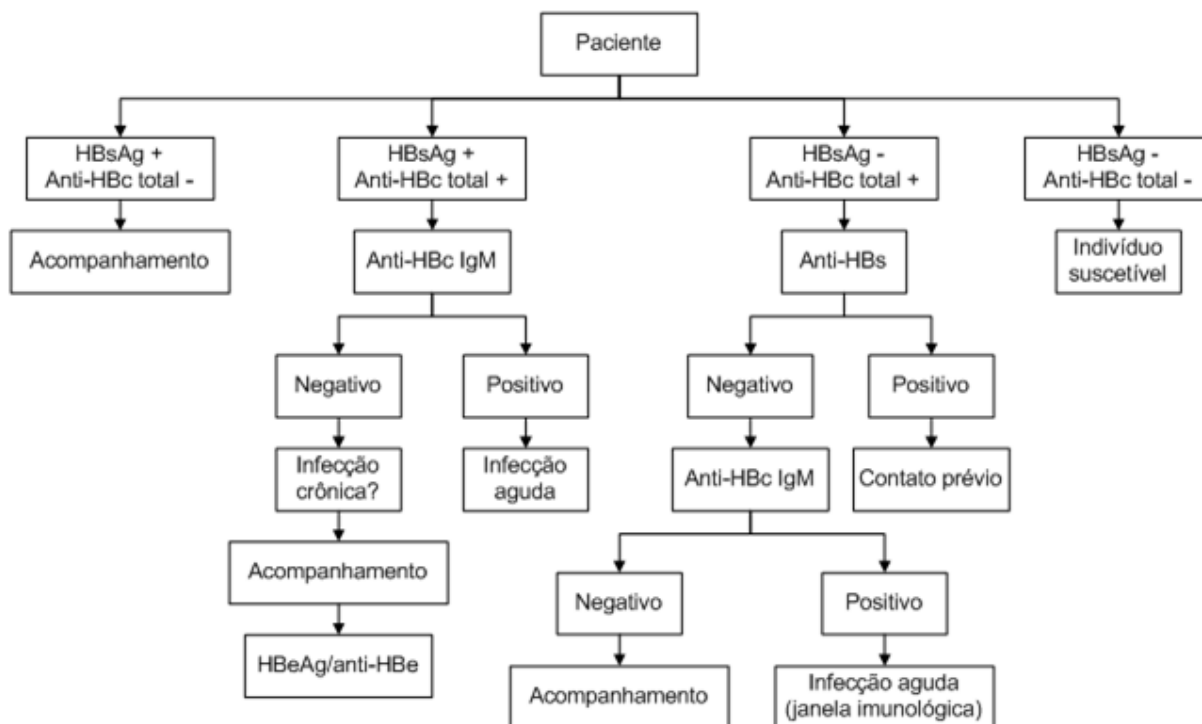 Paciente
HBsAg +
Anti-HBc total -
HBsAg +
Anti-HBc total +
HBsAg -
Anti-HBc total +
HBsAg -
Anti-HBc total -
Acompanhamento
Anti-HBc IgM
Anti-HBs
Indivíduo
suscetível
Negativo
Positivo
Negativo
Positivo
Infecção
crônica?
Infecção
aguda
Anti-HBc IgM
Contato prévio
Acompanhamento
Negativo
Positivo
HBeAg/anti-HBe
Acompanhamento
Infecção aguda
(janela imunológica)